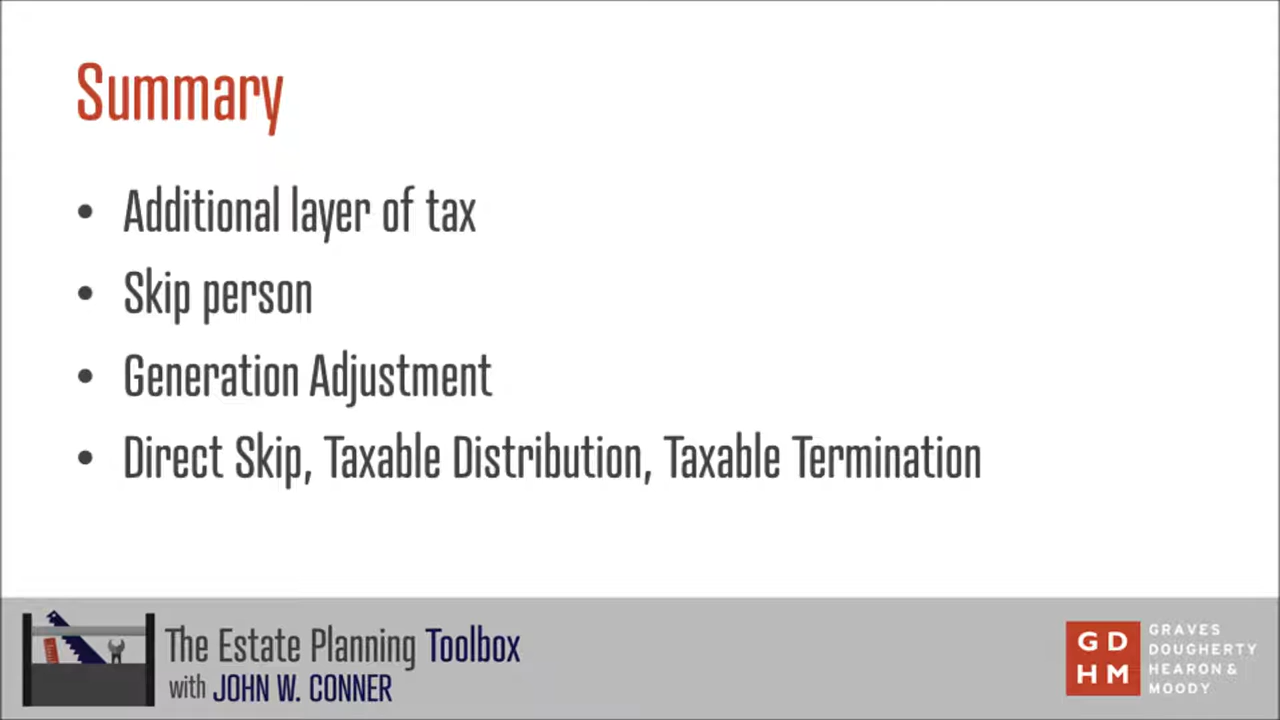 Summary
• Additional layer of tax
• Skip person
• Generation Adjustment
• Direct Skip, Taxable Distribution, Taxable Termination
The Estate Planning Toolbox
with JOHN W. CONNER
GD
HM
GRAVES
DOUGHERTY
HEARON &
MOODY